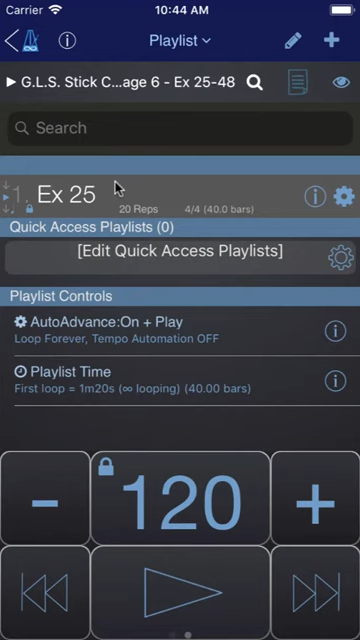 Carrier 10:44 AM
Playlist
G.L.S. Stick C...age 6 - Ex 25-48
Search
1. Ex 25
20 Reps 4/4 (40.0 bars)
Quick Access Playlists (0)
[Edit Quick Access Playlists]
Playlist Controls
AutoAdvance:On + Play
Loop Forever, Tempo Automation OFF
Playlist Time
First loop = 1m20s (∞ looping) (40.00 bars)
- 120 +